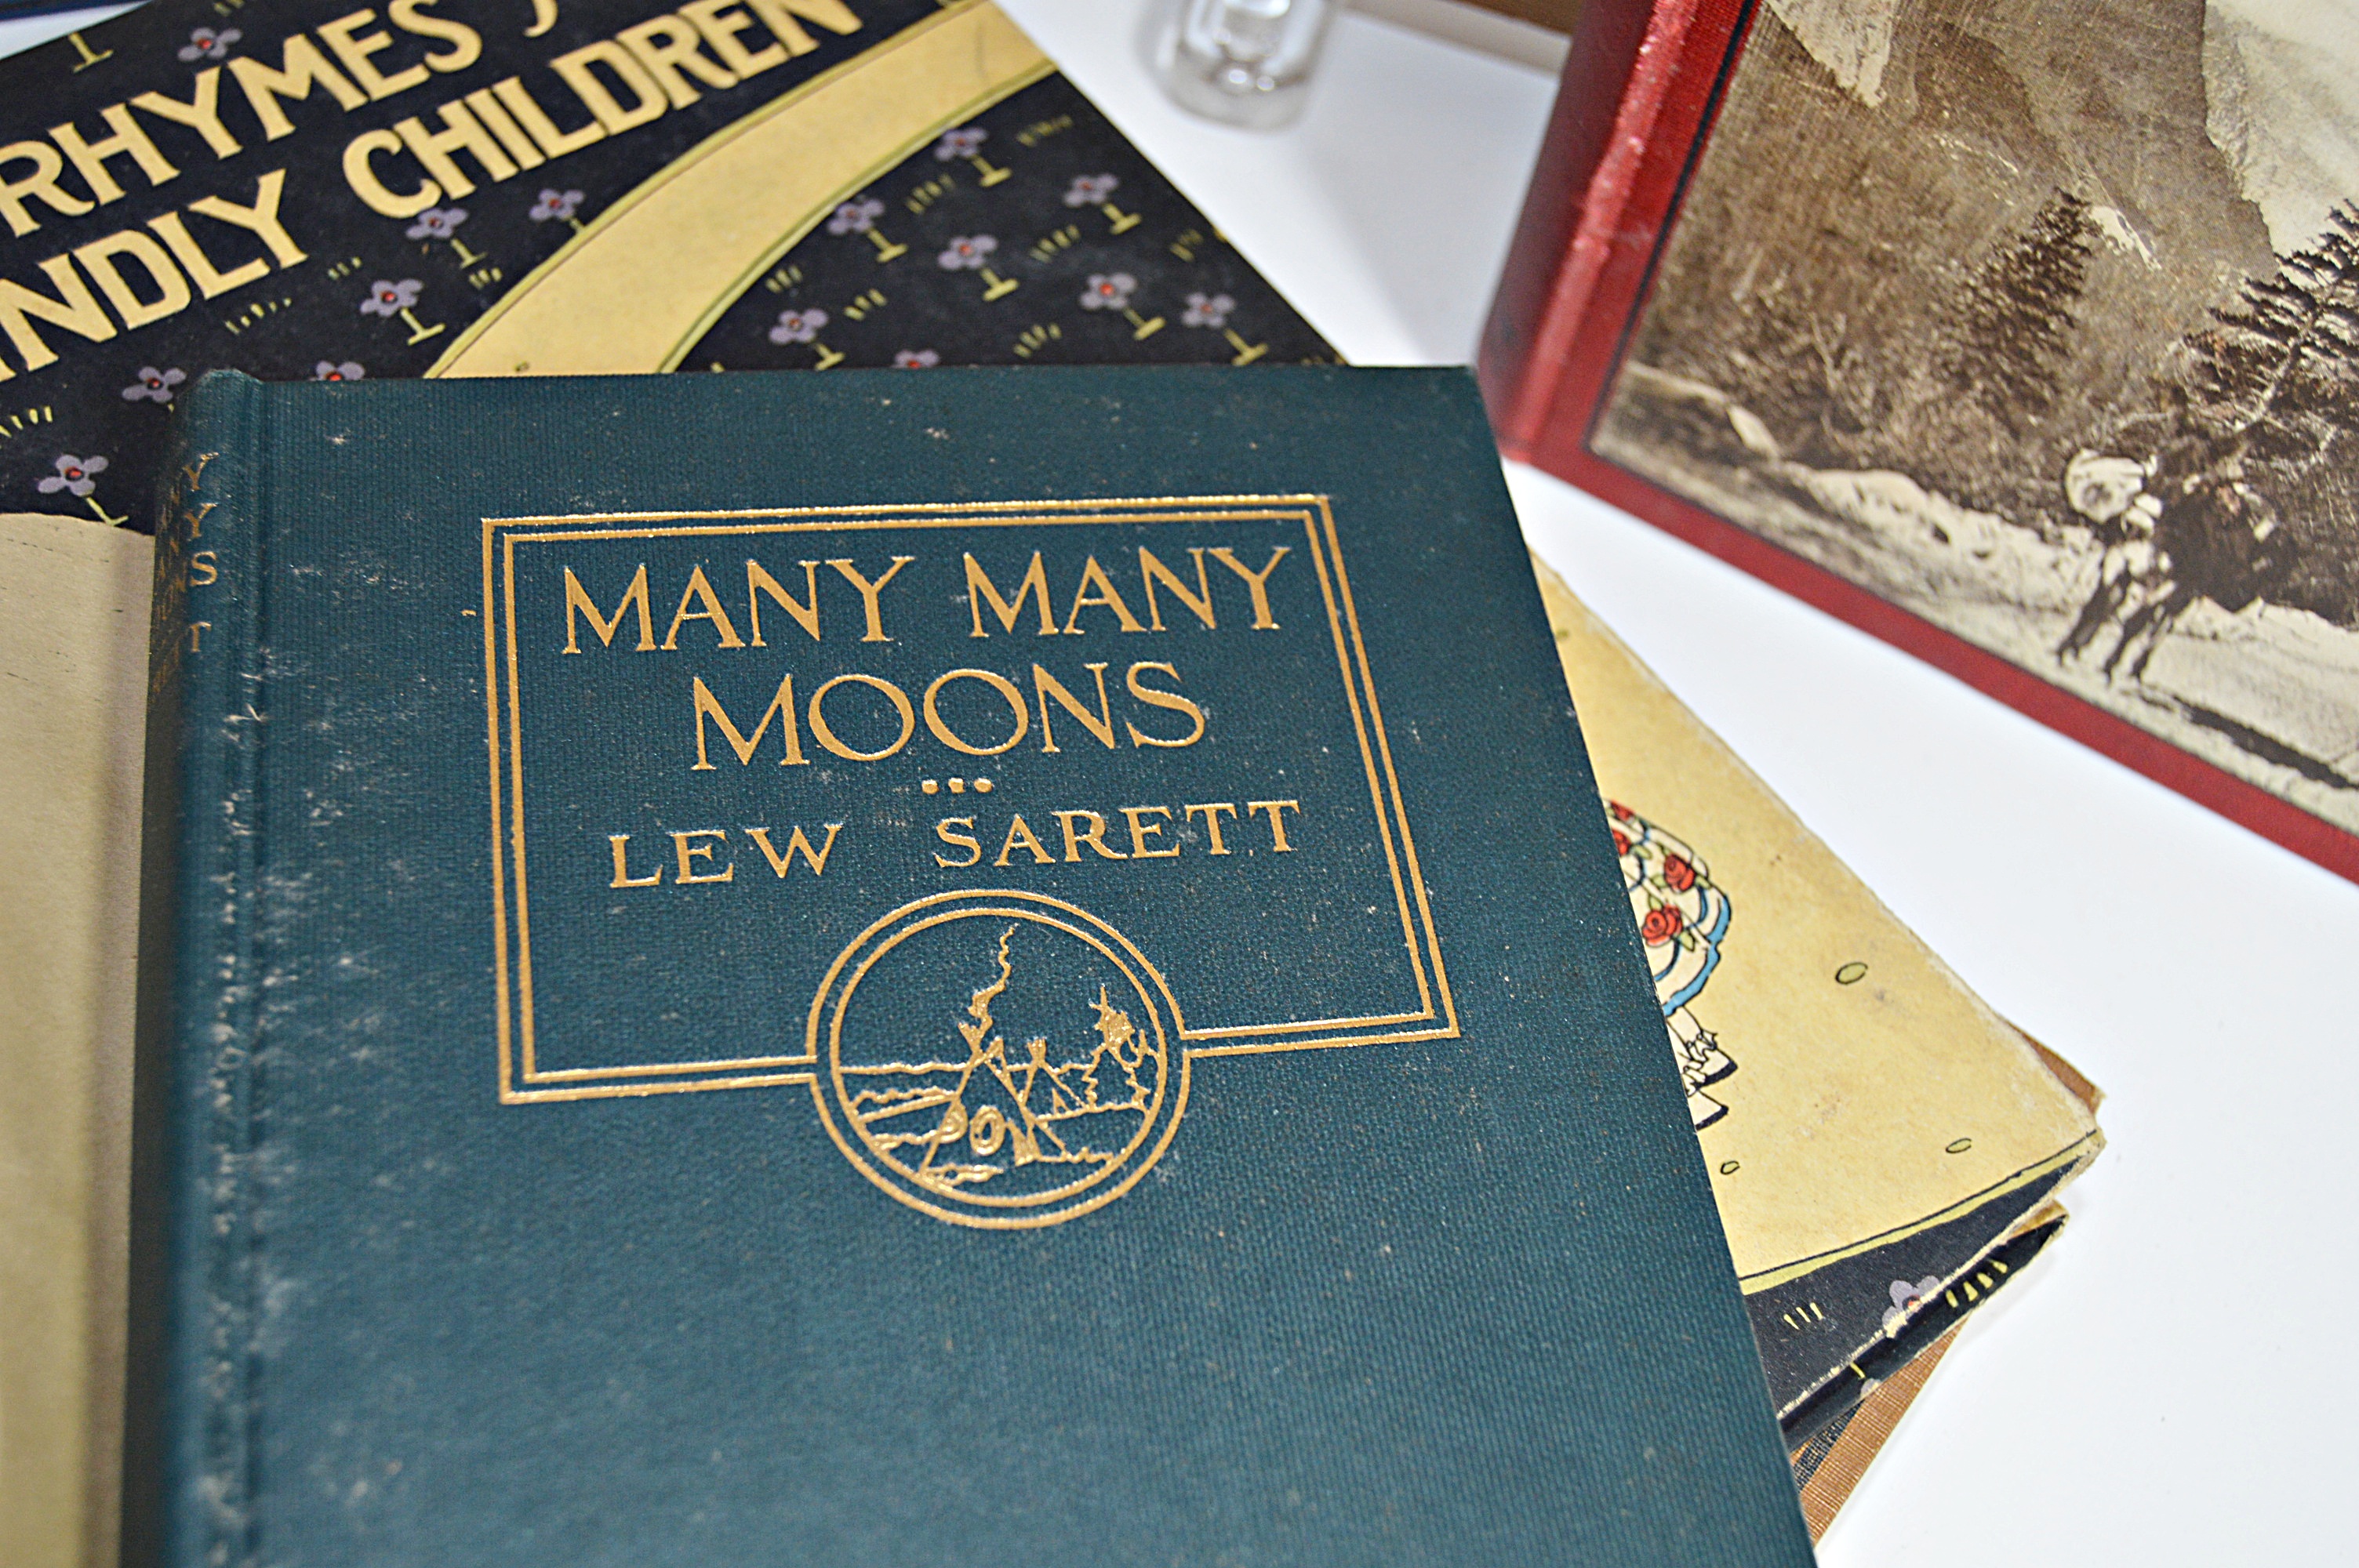 RHYMES
NDLY CHILDREN
MANY MANY
MOONS
LEW SARETT